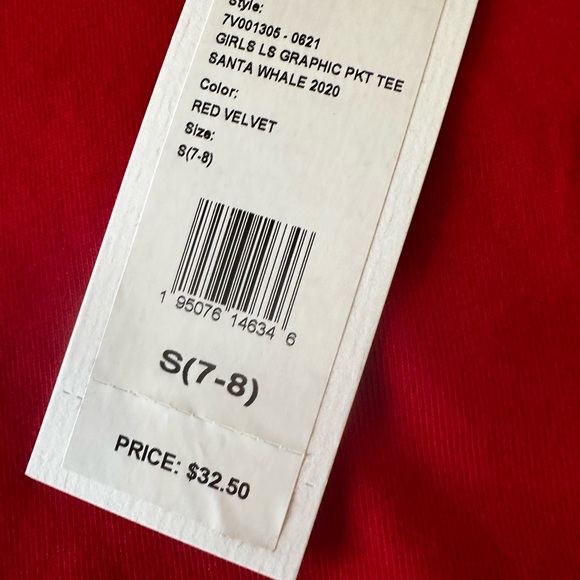 Style:
7V001305 - 0621
GIRLS LS GRAPHIC PKT TEE
SANTA WHALE 2020
Color:
RED VELVET
Size:
S(7-8)
1 95076 14634 6
S(7-8)
PRICE: $32.50